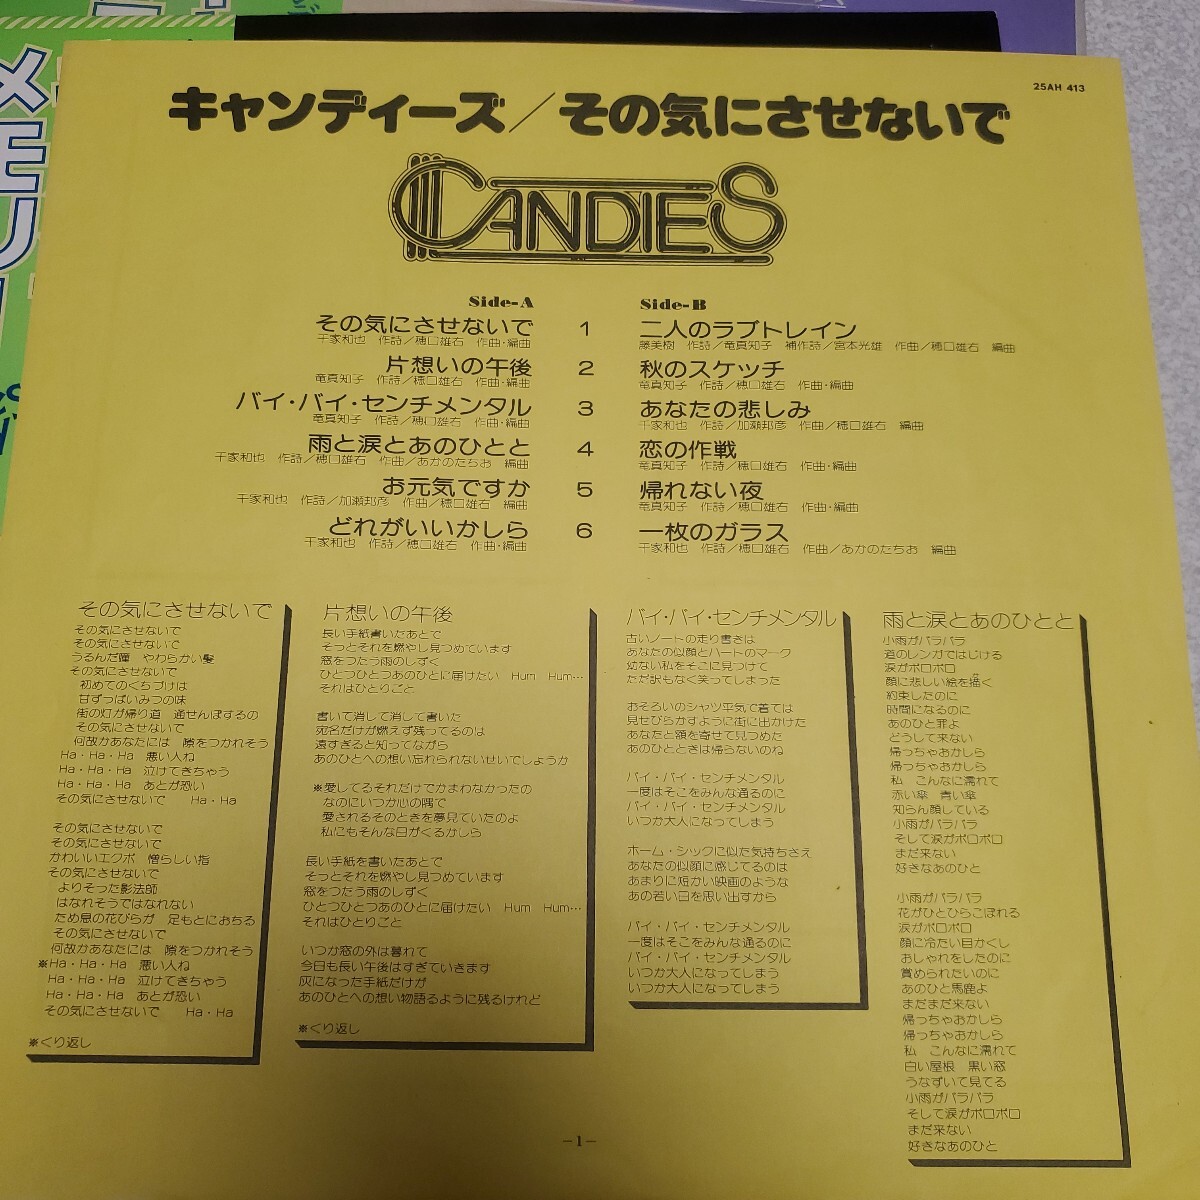 25AH 413
キャンディーズ／その気にさせないで
CANDIES
Side-A
その気にさせないで 1
千家和也 作詩／穂口雄右 作曲・編曲
片想いの午後 2
竜真知子 作詩／穂口雄右 作曲・編曲
バイ・バイ・センチメンタル 3
竜真知子 作詩／穂口雄右 作曲・編曲
雨と涙とあのひとと 4
千家和也 作詩／穂口雄右 作曲／あかのたちお 編曲
お元気ですか 5
千家和也 作詩／加瀬邦彦 作曲／穂口雄右 編曲
どれがいいかしら 6
千家和也 作詩／穂口雄右 作曲・編曲
Side-B
二人のラブトレイン
藤美樹 作詩／竜真知子 補作詩／宮本光雄 作曲／穂口雄右 編曲
秋のスケッチ
竜真知子 作詩／穂口雄右 作曲・編曲
あなたの悲しみ
千家和也 作詩／加瀬邦彦 作曲／穂口雄右 編曲
恋の作戦
竜真知子 作詩／穂口雄右 作曲・編曲
帰れない夜
竜真知子 作詩／穂口雄右 作曲・編曲
一枚のガラス
千家和也 作詩／穂口雄右 作曲／あかのたちお 編曲
その気にさせないで
その気にさせないで
その気にさせないで
うるんだ瞳 やわらかい髪
その気にさせないで
初めてのくちづけは
甘ずっぱいみつの味
街の灯が帰り道 通せんぼするの
その気にさせないで
何故かあなたには 隙をつかれそう
Ha・Ha・Ha 悪い人ね
Ha・Ha・Ha 泣けてきちゃう
Ha・Ha・Ha あとが恐い
その気にさせないで Ha・Ha
その気にさせないで
その気にさせないで
かわいいエクボ 憎らしい指
その気にさせないで
よりそった影法師
はなれそうではなれない
ため息の花びらが 足もとにおちる
その気にさせないで
何故かあなたには 隙をつかれそう
※Ha・Ha・Ha 悪い人ね
Ha・Ha・Ha 泣けてきちゃう
Ha・Ha・Ha あとが恐い
その気にさせないで Ha・Ha
※くり返し
片想いの午後
長い手紙書いたあとで
そっとそれを燃やし見つめています
窓をつたう雨のしずく
ひとつひとつあのひとに届けたい Hum Hum…
それはひとりごと
書いて消して消して書いた
宛名だけが燃えず残ってるのは
遠すぎると知ってながら
あのひとへの想い忘れられないせいでしようか
※愛してるそれだけでかまわなかったの
なのにいつか心の隅で
愛されるそのときを夢見ていたのよ
私にもそんな日がくるかしら
長い手紙を書いたあとで
そっとそれを燃やし見つめています
窓をつたう雨のしずく
ひとつひとつあのひとに届けたい Hum Hum…
それはひとりごと
いつか窓の外は暮れて
今日も長い午後はすぎていきます
灰になった手紙だけが
あのひとへの想い物語るように残るけれど
※くり返し
バイ・バイ・センチメンタル
古いノートの走り書きは
あなたの似顔とハートのマーク
幼ない私をそこに見つけて
ただ訳もなく笑ってしまった
おそろいのシャツ平気で着ては
見せびらかすように街に出かけた
あなたと額を寄せて見つめた
あのひとときは帰らないのね
バイ・バイ・センチメンタル
一度はそこをみんな通るのに
バイ・バイ・センチメンタル
いつか大人になってしまう
ホーム・シックに似た気持ちさえ
あなたの似顔に感じてるのは
あまりに短かい映画のような
あの若い日を思い出すから
バイ・バイ・センチメンタル
一度はそこをみんな通るのに
バイ・バイ・センチメンタル
いつか大人になってしまう
いつか大人になってしまう
雨と涙とあのひとと
小雨がパラパラ
道のレンガではじける
涙がポロポロ
顔に悲しい絵を描く
約束したのに
時間になるのに
あのひと罪よ
どうして来ない
帰っちゃおかしら
帰っちゃおかしら
私 こんなに濡れて
赤い傘 青い傘
知らん顔している
小雨がパラパラ
そして涙がポロポロ
まだ来ない
好きなあのひと
小雨がパラパラ
花がひとひらこぼれる
涙がポロポロ
顔に冷たい目かくし
おしゃれをしたのに
賞められたいのに
あのひと馬鹿よ
まだまだ来ない
帰っちゃおかしら
帰っちゃおかしら
私 こんなに濡れて
白い屋根 黒い窓
うなずいて見てる
小雨がパラパラ
そして涙がポロポロ
まだ来ない
好きなあのひと
－1－